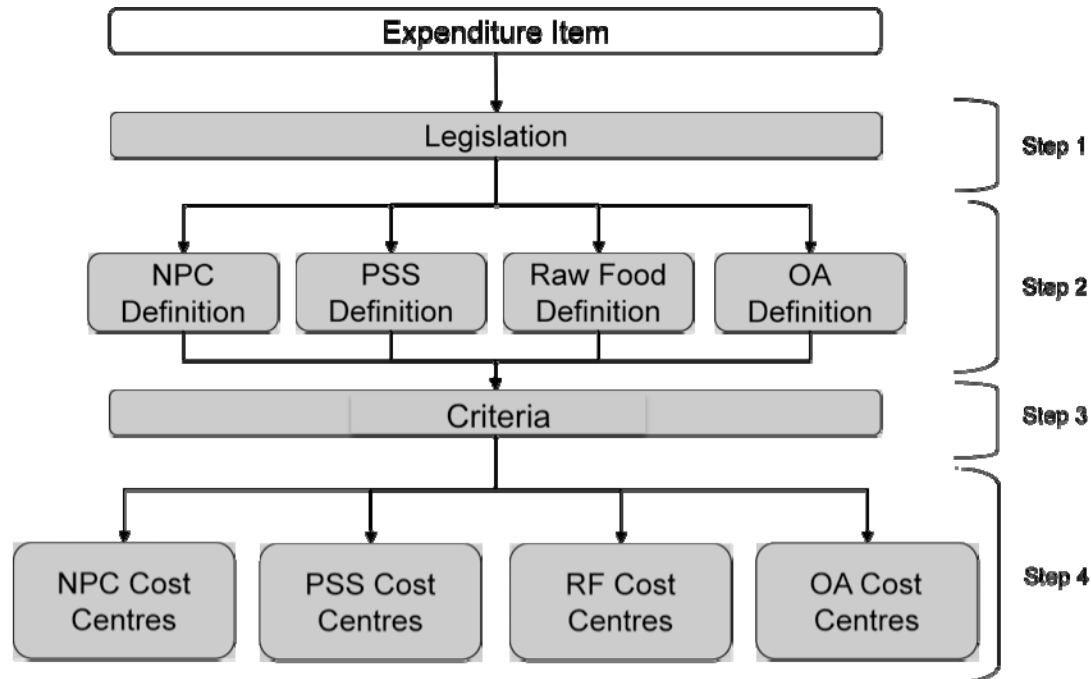 Expenditure Item
Legislation
Step 1
NPC
Definition
PSS
Definition
Raw Food
Definition
OA
Definition
Step 2
Criteria
Step 3
NPC Cost
Centres
PSS Cost
Centres
RF Cost
Centres
OA Cost
Centres
Step 4